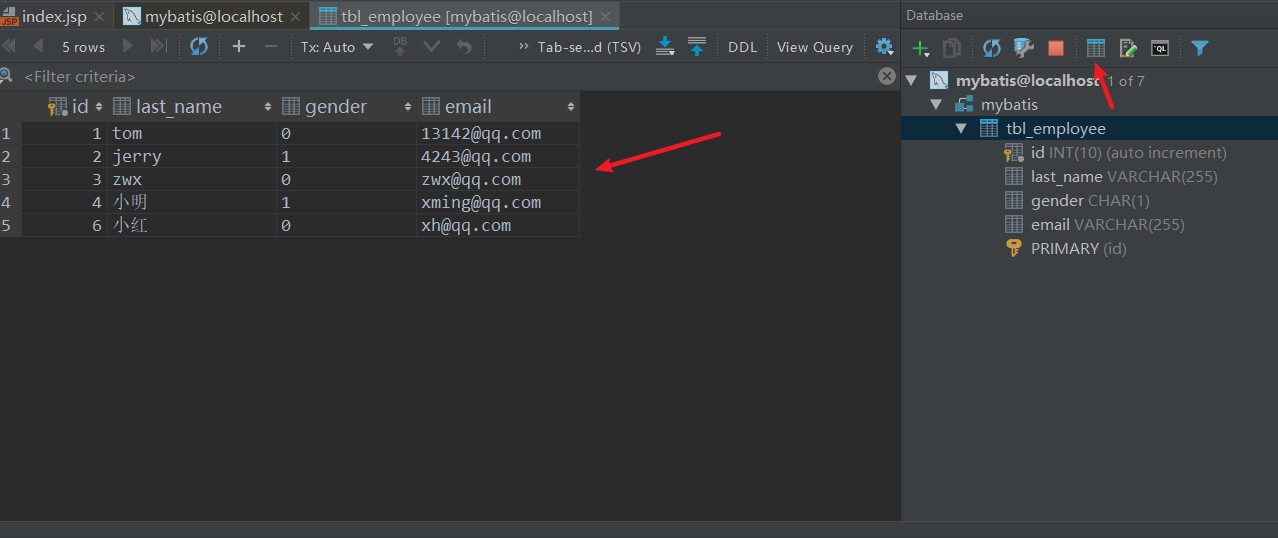 index.jsp mybatis@localhost tbl_employee [mybatis@localhost]
5 rows Tx: Auto DB Tab-se...d (TSV) DDL View Query
<Filter criteria>
id last_name gender email
1 1 tom 0 13142@qq.com
2 2 jerry 1 4243@qq.com
3 3 zwx 0 zwx@qq.com
4 4 小明 1 xming@qq.com
5 6 小红 0 xh@qq.com
Database
QL
mybatis@localhost 1 of 7
mybatis
tbl_employee
id INT(10) (auto increment)
last_name VARCHAR(255)
gender CHAR(1)
email VARCHAR(255)
PRIMARY (id)